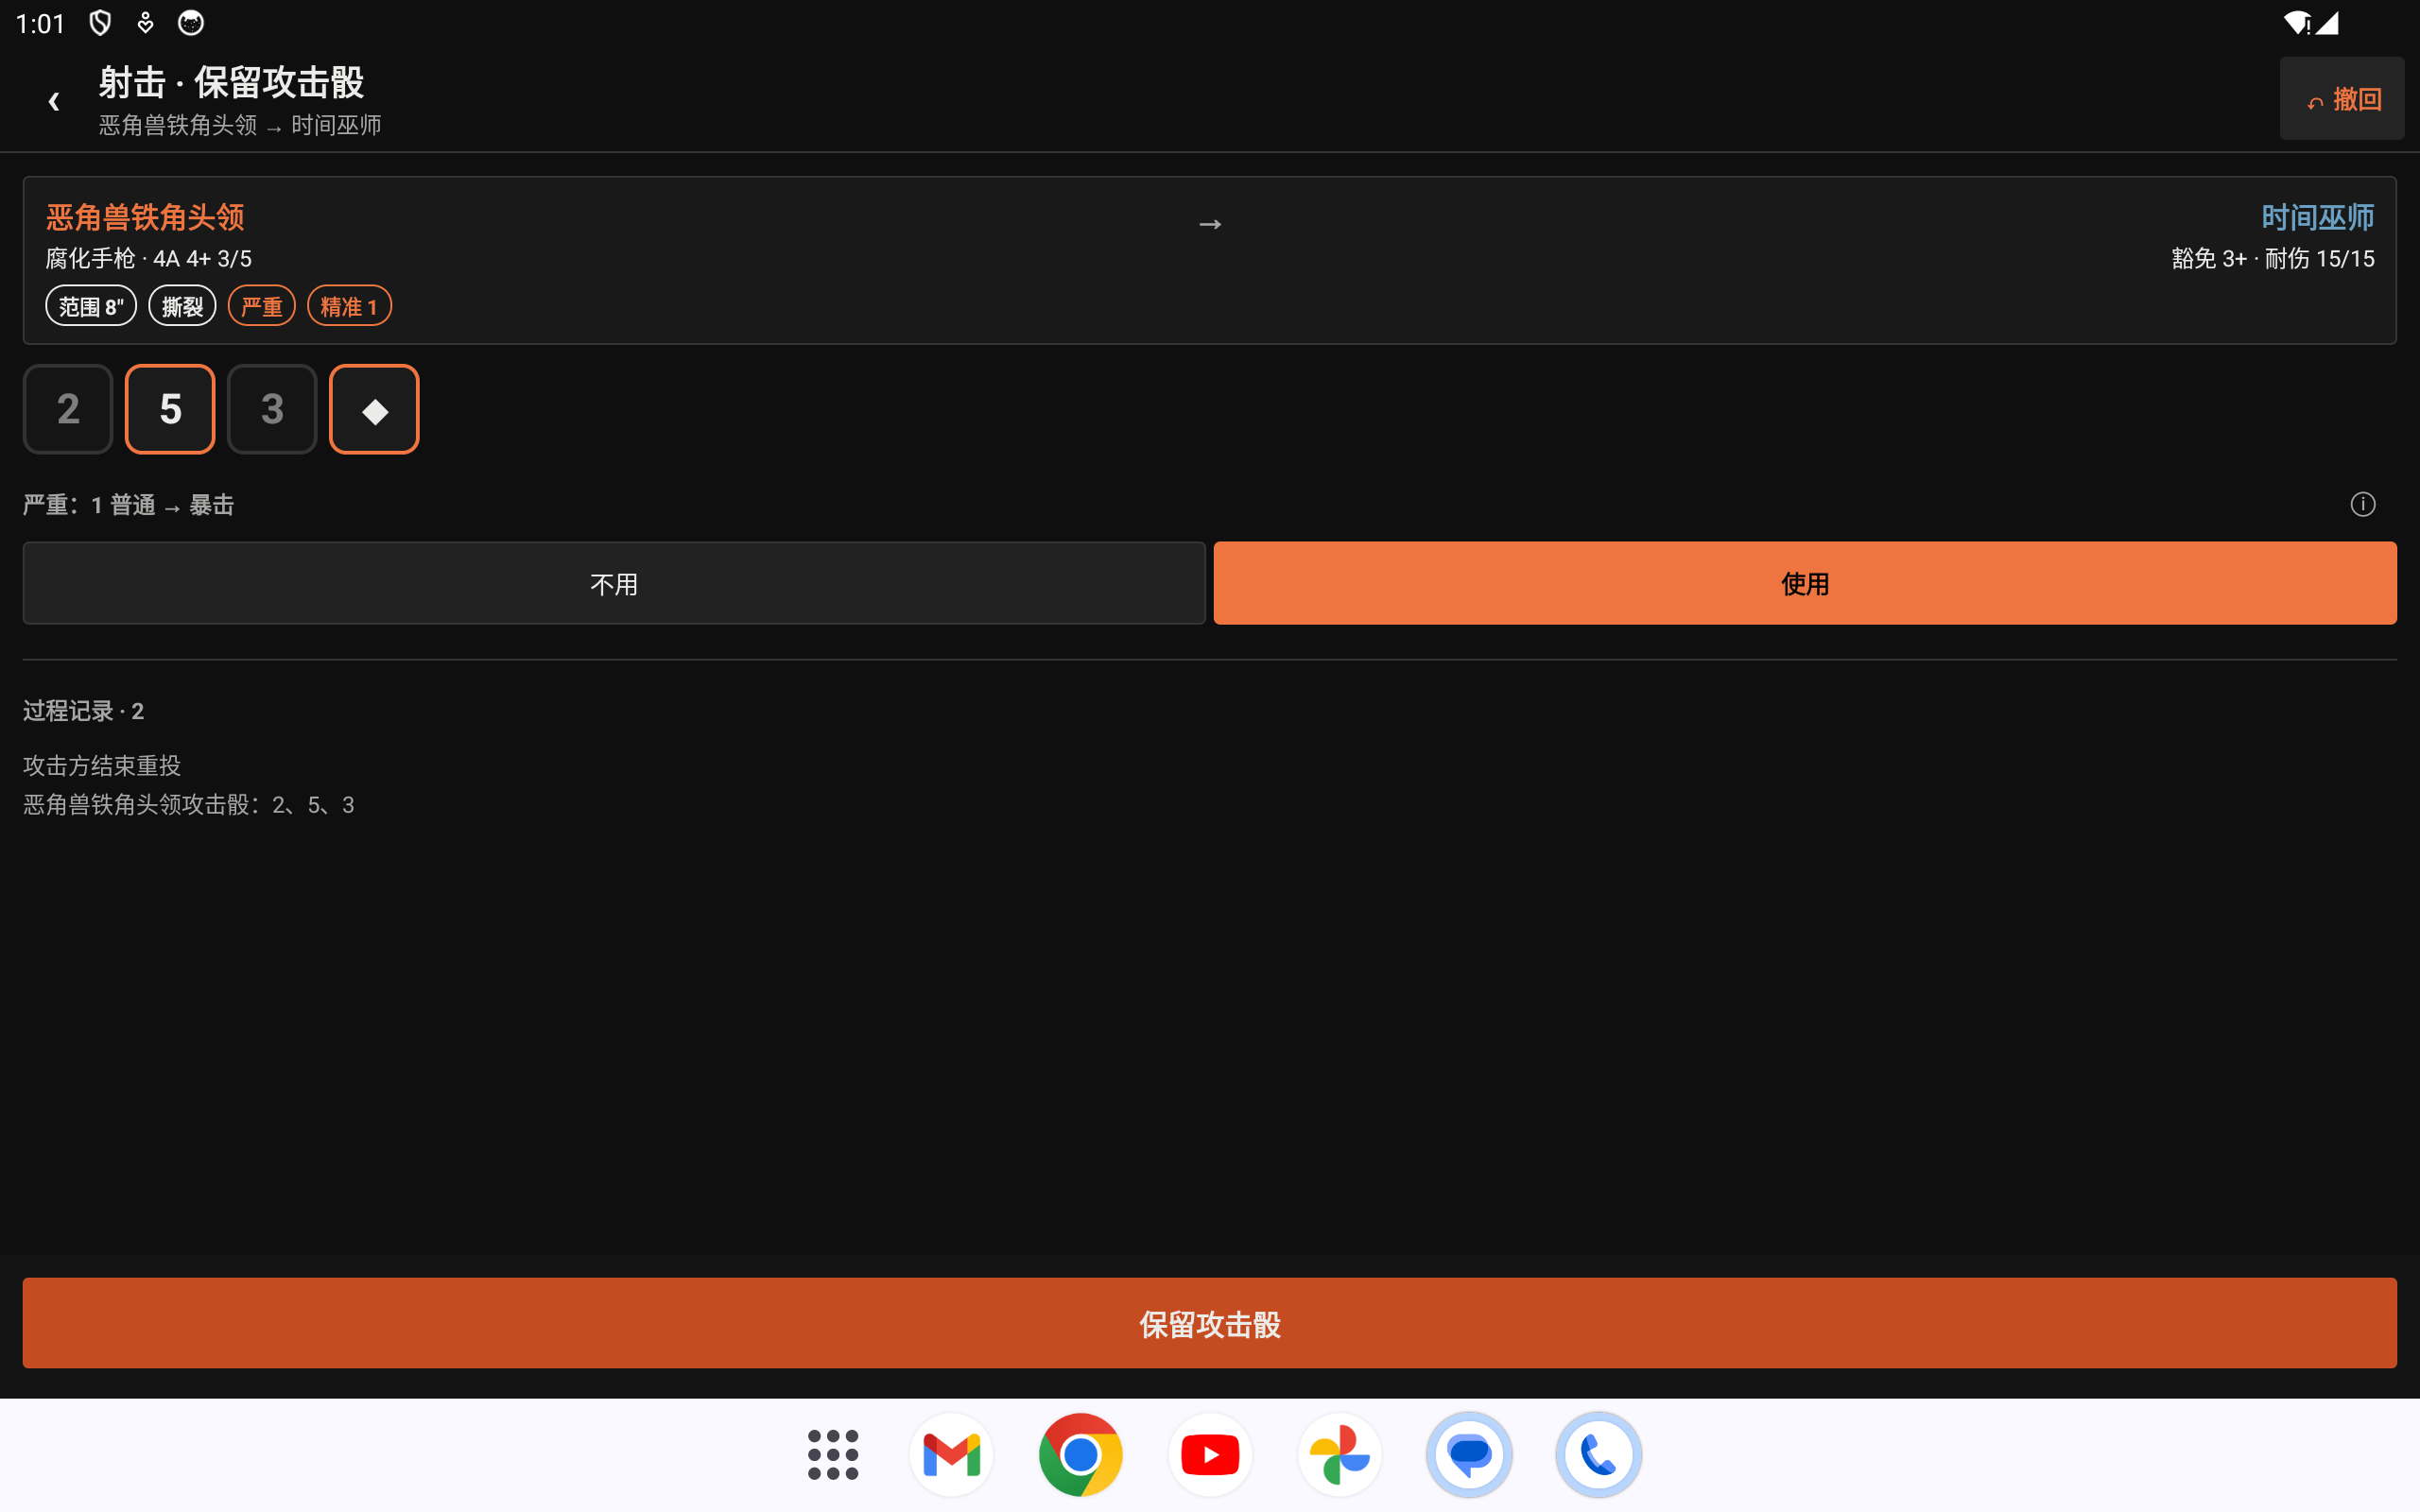 1:01
射击 · 保留攻击骰
恶角兽铁角头领 → 时间巫师
撤回
恶角兽铁角头领
→
时间巫师
腐化手枪 · 4A 4+ 3/5
豁免 3+ · 耐伤 15/15
范围 8" 撕裂 严重 精准 1
2 5 3 ◆
严重：1 普通 → 暴击
不用
使用
过程记录 · 2
攻击方结束重投
恶角兽铁角头领攻击骰：2、5、3
保留攻击骰